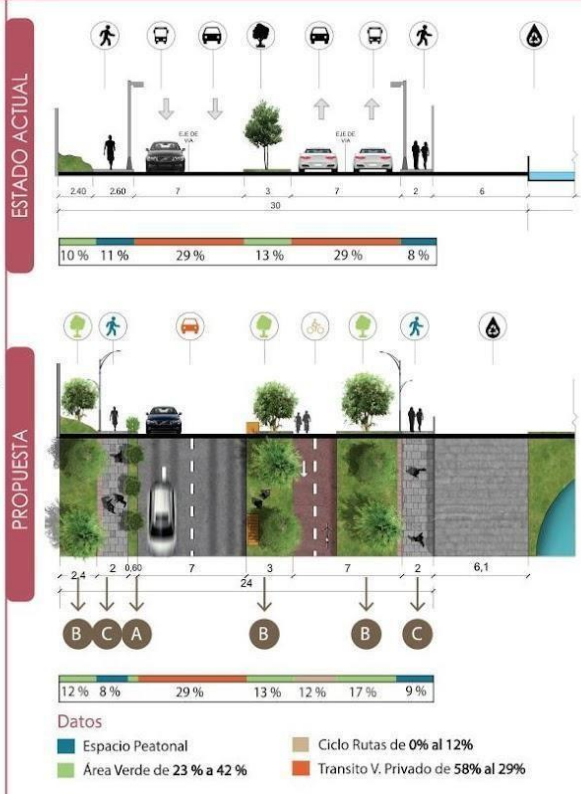 ESTADO ACTUAL
EJE DE VIA
EJE DE VIA
2.40 2.60 7 3 7 2 6
30
10 % 11 % 29 % 13 % 29 % 8 %
PROPUESTA
2,4 2 0,60 7 3 7 2 6,1
24
B C A B B C
12 % 8 % 29 % 13 % 12 % 17 % 9 %
Datos
Espacio Peatonal
Ciclo Rutas de 0% al 12%
Área Verde de 23 % a 42 %
Transito V. Privado de 58% al 29%